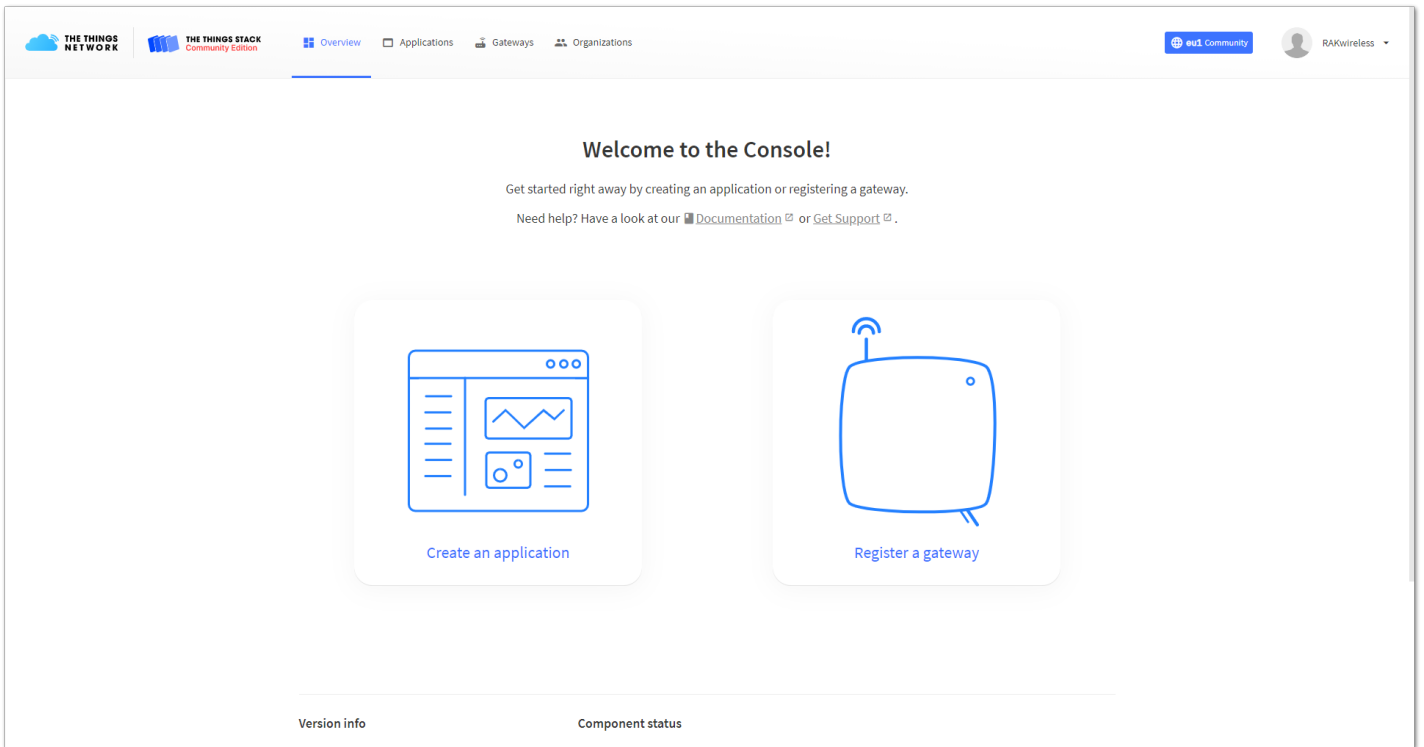 THE THINGS
NETWORK
THE THINGS STACK
Community Edition
Overview
Applications
Gateways
Organizations
eu1 Community
RAKwireless
Welcome to the Console!
Get started right away by creating an application or registering a gateway.
Need help? Have a look at our Documentation or Get Support .
Create an application
Register a gateway
Version info
Component status